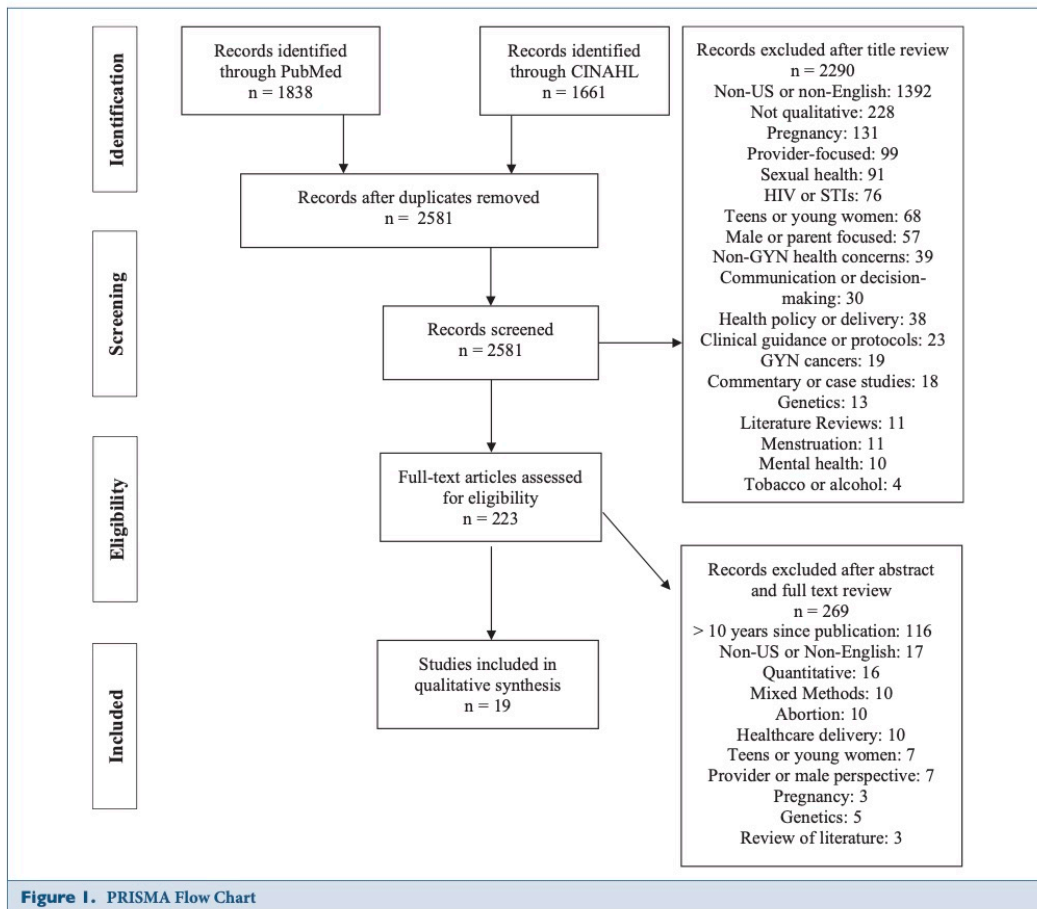 Identification
Records identified
through PubMed
n = 1838
Records identified
through CINAHL
n = 1661
Records after duplicates removed
n = 2581
Records excluded after title review
n = 2290
Non-US or non-English: 1392
Not qualitative: 228
Pregnancy: 131
Provider-focused: 99
Sexual health: 91
HIV or STIs: 76
Teens or young women: 68
Male or parent focused: 57
Non-GYN health concerns: 39
Communication or decision-
making: 30
Health policy or delivery: 38
Clinical guidance or protocols: 23
GYN cancers: 19
Commentary or case studies: 18
Genetics: 13
Literature Reviews: 11
Menstruation: 11
Mental health: 10
Tobacco or alcohol: 4
Screening
Records screened
n = 2581
Eligibility
Full-text articles assessed
for eligibility
n = 223
Records excluded after abstract
and full text review
n = 269
> 10 years since publication: 116
Non-US or Non-English: 17
Quantitative: 16
Mixed Methods: 10
Abortion: 10
Healthcare delivery: 10
Teens or young women: 7
Provider or male perspective: 7
Pregnancy: 3
Genetics: 5
Review of literature: 3
Included
Studies included in
qualitative synthesis
n = 19
Figure 1. PRISMA Flow Chart